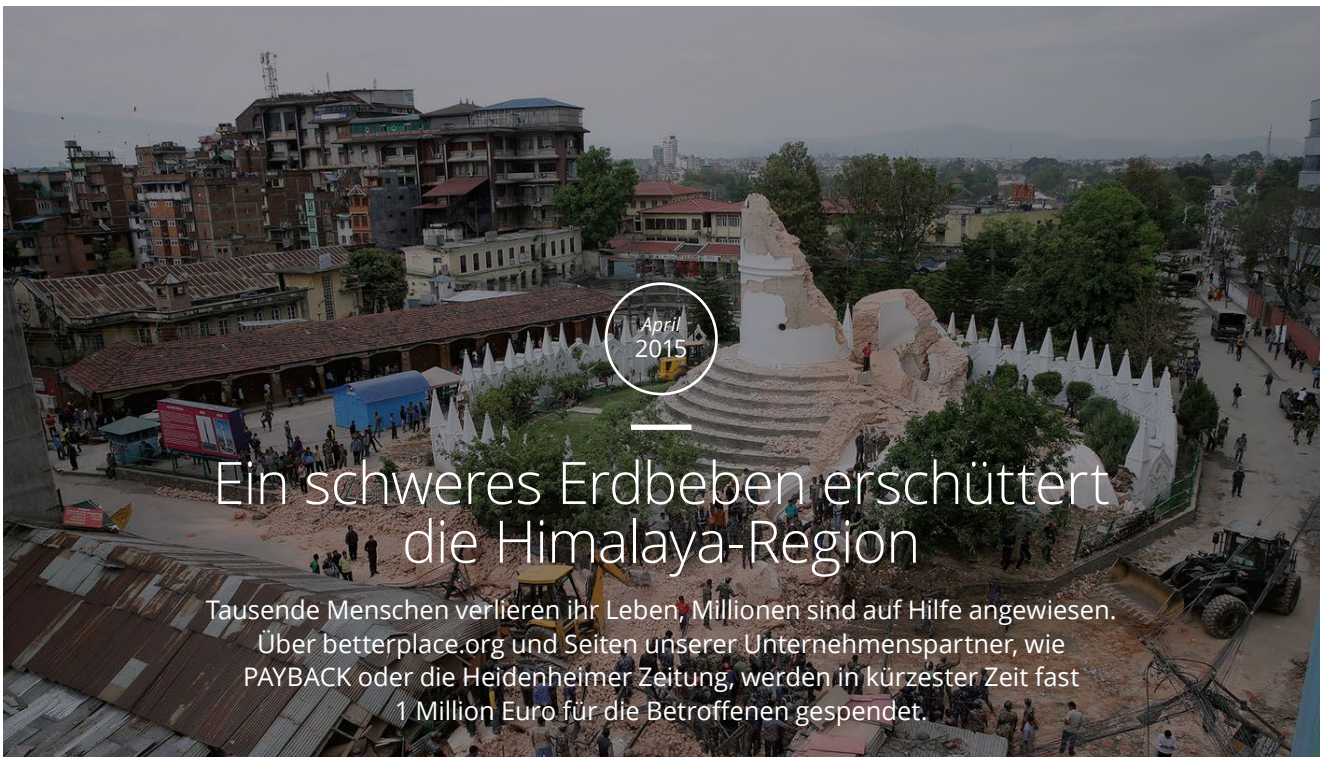 April
2015
Ein schweres Erdbeben erschüttert
die Himalaya-Region
Tausende Menschen verlieren ihr Leben, Millionen sind auf Hilfe angewiesen.
Über betterplace.org und Seiten unserer Unternehmenspartner, wie
PAYBACK oder die Heidenheimer Zeitung, werden in kürzester Zeit fast
1 Million Euro für die Betroffenen gespendet.